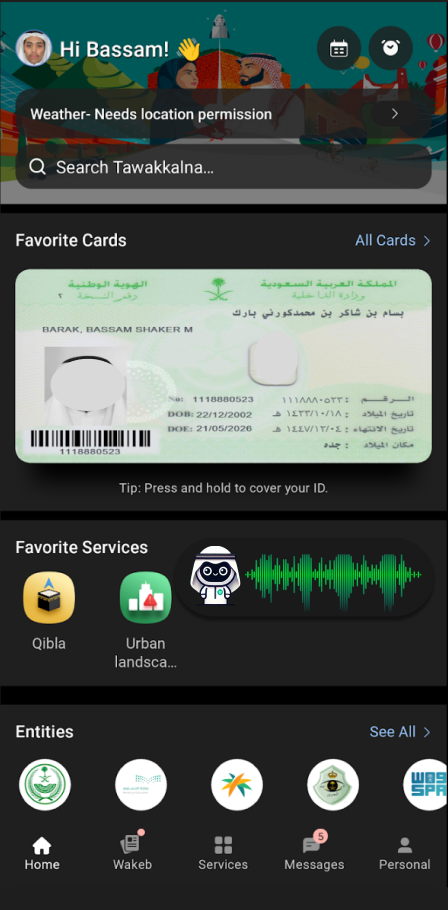 Hi Bassam! 👋
Weather- Needs location permission
Search Tawakkalna...
Favorite Cards
All Cards
المملكة العربية السعودية
وزارة الداخلية
الهوية الوطنية
رقم النسخة
٢
بسام بن شاكر بن محمدكورني بارك
BARAK, BASSAM SHAKER M
No: 1118880523
الرقم : ١١١٨٨٨٠٥٢٣
DOB: 22/12/2002
تاريخ الميلاد : ١٤٢٣/١٠/١٨ هـ
DOE: 21/05/2026
تاريخ الانتهاء : ١٤٤٧/١٢/٠٤ هـ
مكان الميلاد : جده
1118880523
Tip: Press and hold to cover your ID.
Favorite Services
Qibla
Urban
landsca...
Entities
See All
5
Home
Wakeb
Services
Messages
Personal